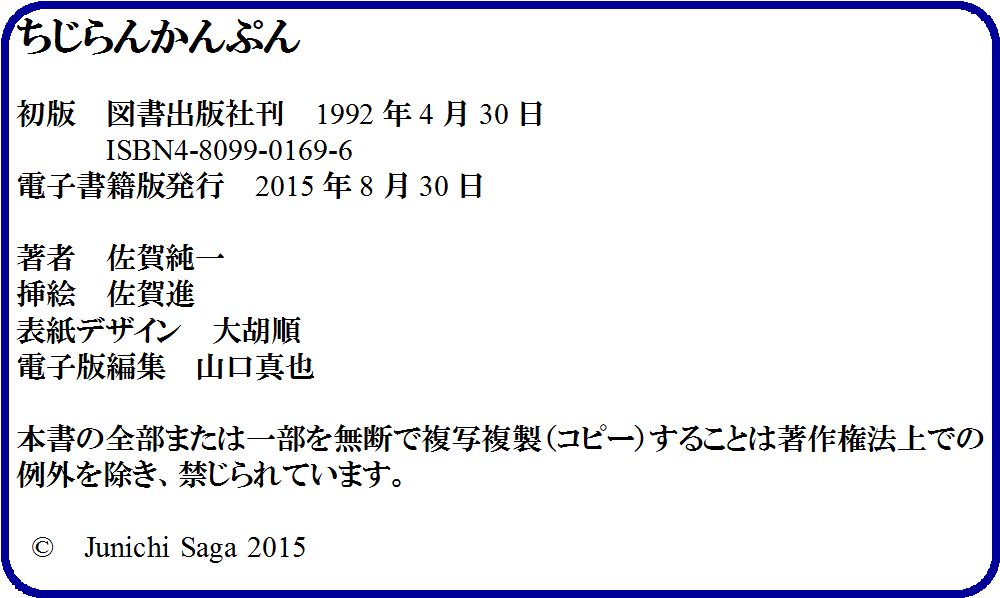 ちじらんかんぷん
初版　図書出版社刊　1992 年 4 月 30 日
ISBN4-8099-0169-6
電子書籍版発行　2015 年 8 月 30 日
著者　佐賀純一
挿絵　佐賀進
表紙デザイン　大胡順
電子版編集　山口真也
本書の全部または一部を無断で複写複製（コピー）することは著作権法上での
例外を除き、禁じられています。
©　Junichi Saga 2015